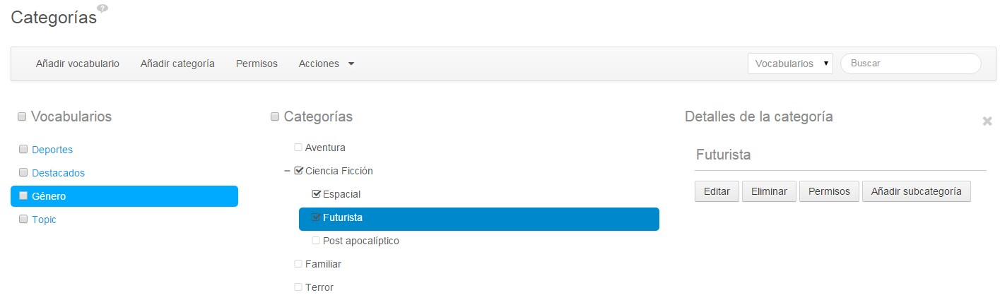 Categorías
Añadir vocabulario Añadir categoría Permisos Acciones Vocabularios Buscar
Vocabularios
Deportes
Destacados
Género
Topic
Categorías
Aventura
Ciencia Ficción
Espacial
Futurista
Post apocalíptico
Familiar
Terror
Detalles de la categoría
Futurista
Editar Eliminar Permisos Añadir subcategoría